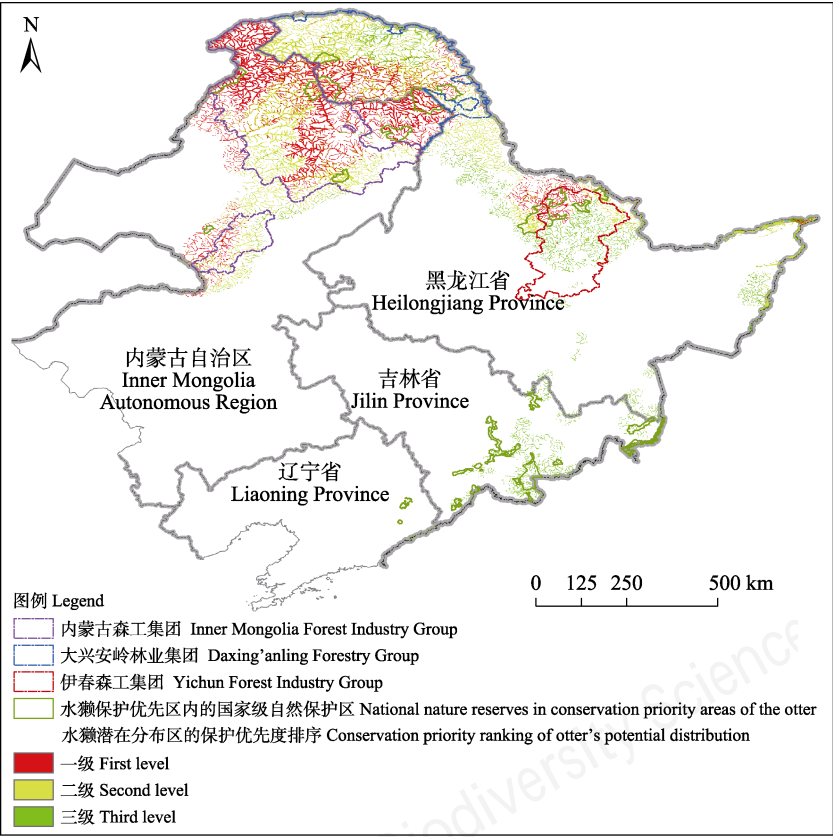 N
黑龙江省
Heilongjiang Province
内蒙古自治区
Inner Mongolia
Autonomous Region
吉林省
Jilin Province
辽宁省
Liaoning Province
0 125 250 500 km
图例 Legend
内蒙古森工集团 Inner Mongolia Forest Industry Group
大兴安岭林业集团 Daxing'anling Forestry Group
伊春森工集团 Yichun Forest Industry Group
水獭保护优先区内的国家级自然保护区 National nature reserves in conservation priority areas of the otter
水獭潜在分布区的保护优先度排序 Conservation priority ranking of otter's potential distribution
一级 First level
二级 Second level
三级 Third level
Biodiversity Science